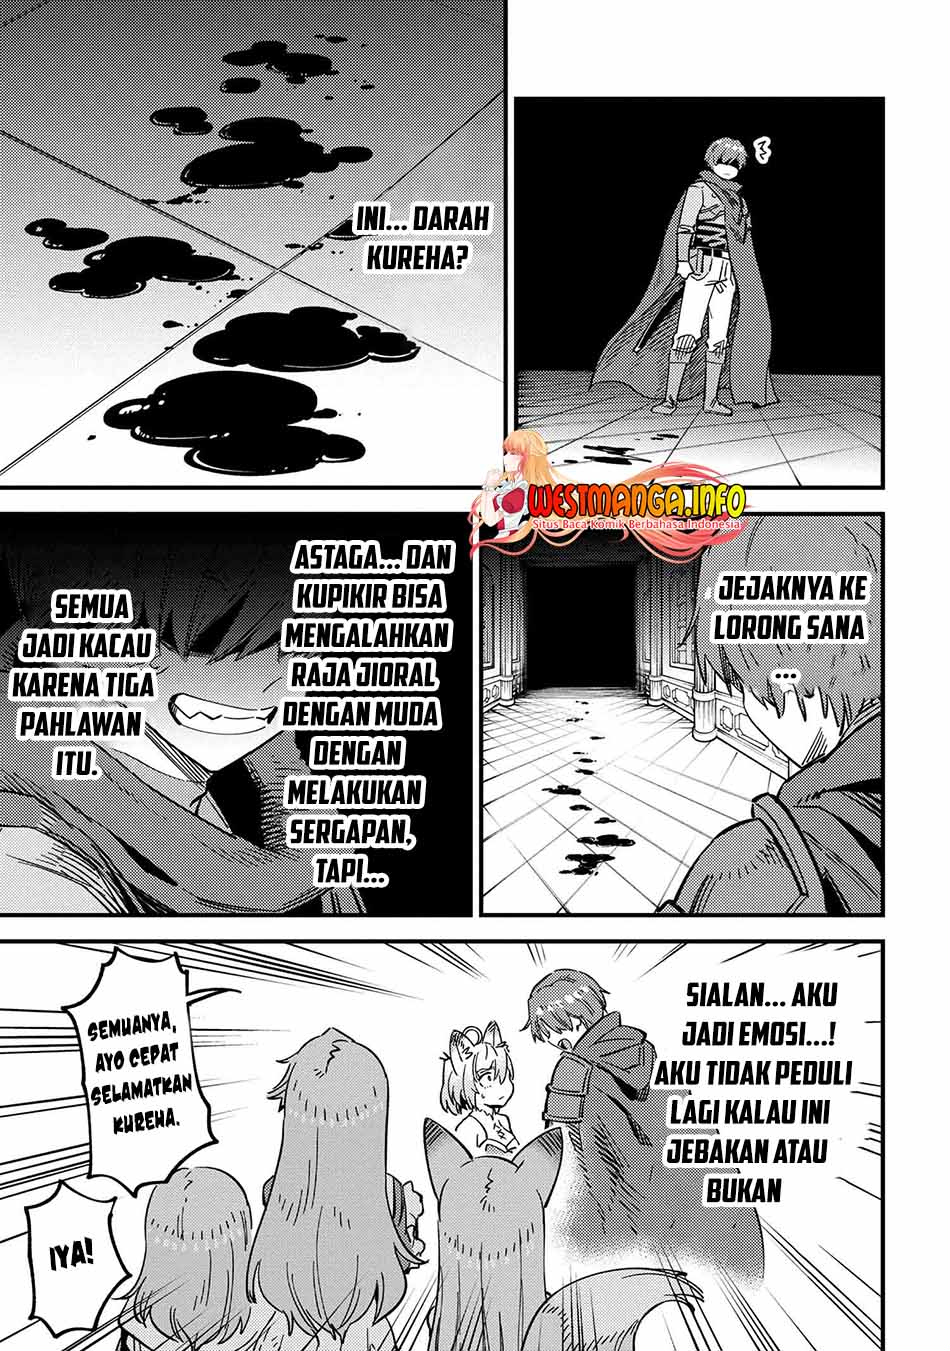 INI... DARAH
KUREHA?
WESTMANGA.INFO
Situs Baca Komik Berbahasa Indonesia
JEJAKNYA KE
LORONG SANA
...
ASTAGA... DAN
KUPIKIR BISA
MENGALAHKAN
RAJA JIORAL
DENGAN MUDA
DENGAN
MELAKUKAN
SERGAPAN,
TAPI...
SEMUA
JADI KACAU
KARENA TIGA
PAHLAWAN
ITU.
SIALAN... AKU
JADI EMOSI...!
AKU TIDAK PEDULI
LAGI KALAU INI
JEBAKAN ATAU
BUKAN
SEMUANYA,
AYO CEPAT
SELAMATKAN
KUREHA.
IYA!